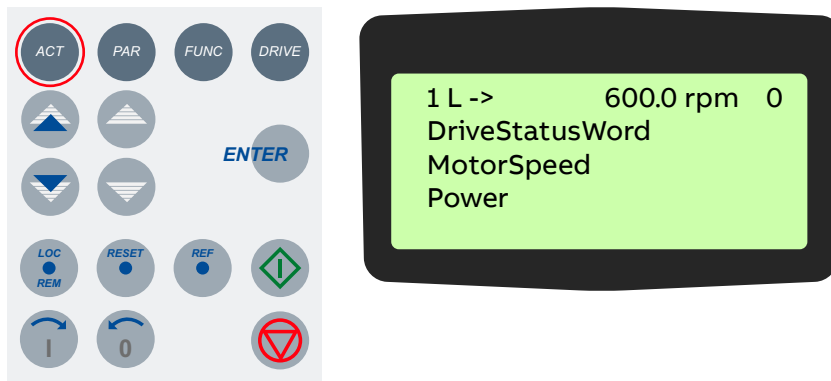 ACT PAR FUNC DRIVE
ENTER
LOC RESET REF
REM
I 0
1 L -> 600.0 rpm 0
DriveStatusWord
MotorSpeed
Power